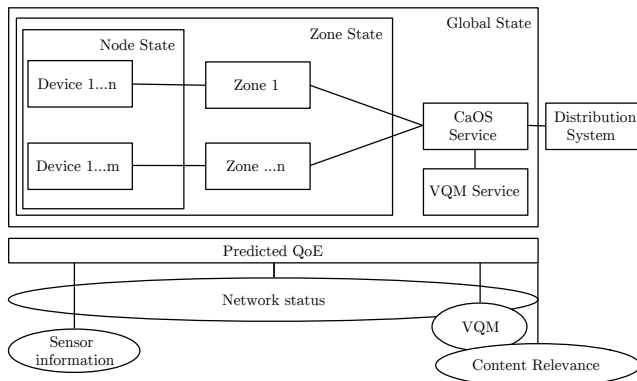 Global State
Zone State
Node State
Device 1...n
Zone 1
CaOS
Service
Distribution
System
Device 1...m
Zone ...n
VQM Service
Predicted QoE
Network status
VQM
Sensor
information
Content Relevance